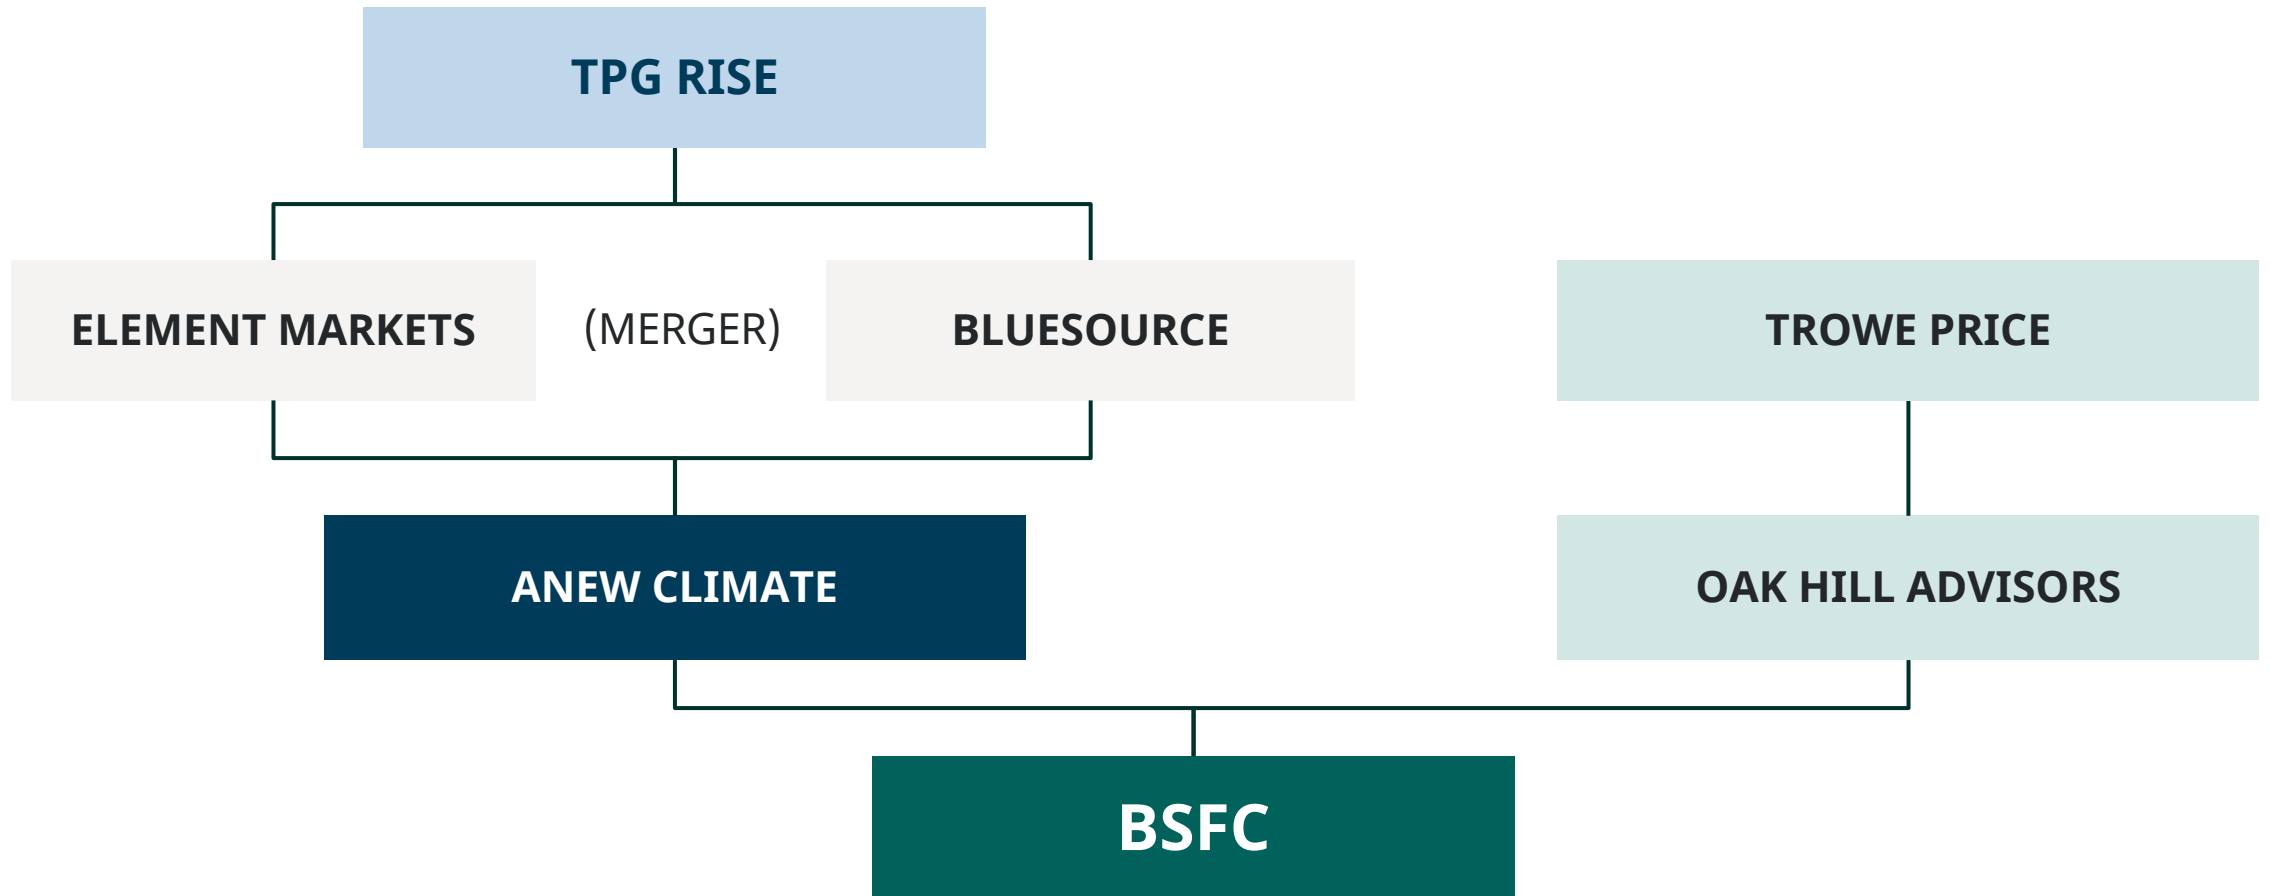 TPG RISE
ELEMENT MARKETS
(MERGER)
BLUESOURCE
TROWE PRICE
ANEW CLIMATE
OAK HILL ADVISORS
BSFC